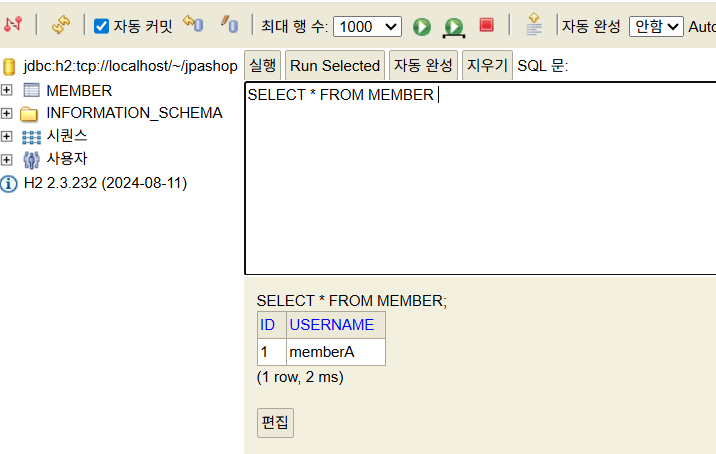 자동 커밋 최대 행 수: 1000 자동 완성 안함 Auto
jdbc:h2:tcp://localhost/~/jpashop
MEMBER
INFORMATION_SCHEMA
시퀀스
사용자
H2 2.3.232 (2024-08-11)
실행 Run Selected 자동 완성 지우기 SQL 문:
SELECT * FROM MEMBER
SELECT * FROM MEMBER;
ID USERNAME
1 memberA
(1 row, 2 ms)
편집